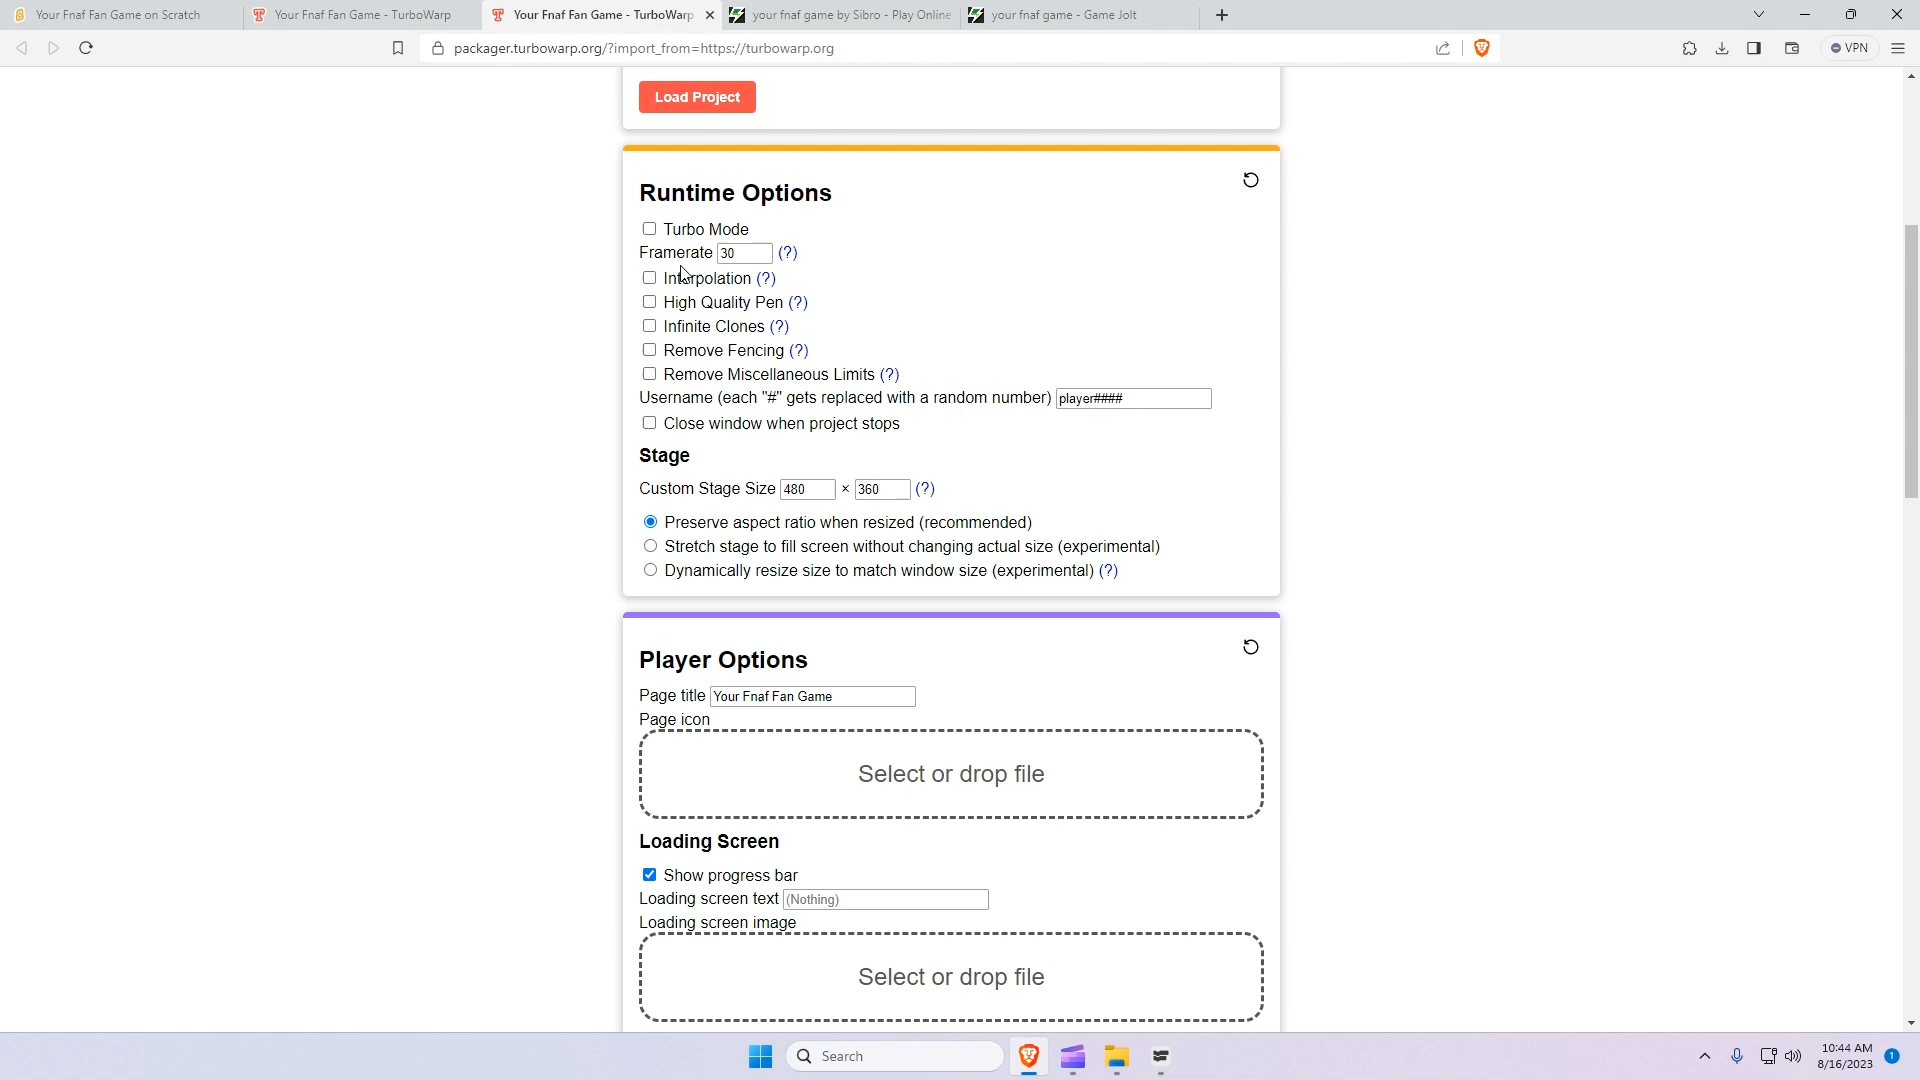 Your Fnaf Fan Game on Scratch
Your Fnaf Fan Game - TurboWarp
Your Fnaf Fan Game - TurboWarp
your fnaf game by Sibro - Play Online
your fnaf game - Game Jolt
packager.turbowarp.org/?import_from=https://turbowarp.org
VPN
Load Project
Runtime Options
Turbo Mode
Framerate 30 (?)
Interpolation (?)
High Quality Pen (?)
Infinite Clones (?)
Remove Fencing (?)
Remove Miscellaneous Limits (?)
Username (each "#" gets replaced with a random number) player####
Close window when project stops
Stage
Custom Stage Size 480 × 360 (?)
Preserve aspect ratio when resized (recommended)
Stretch stage to fill screen without changing actual size (experimental)
Dynamically resize size to match window size (experimental) (?)
Player Options
Page title Your Fnaf Fan Game
Page icon
Select or drop file
Loading Screen
Show progress bar
Loading screen text (Nothing)
Loading screen image
Select or drop file
Search
10:44 AM
8/16/2023
1